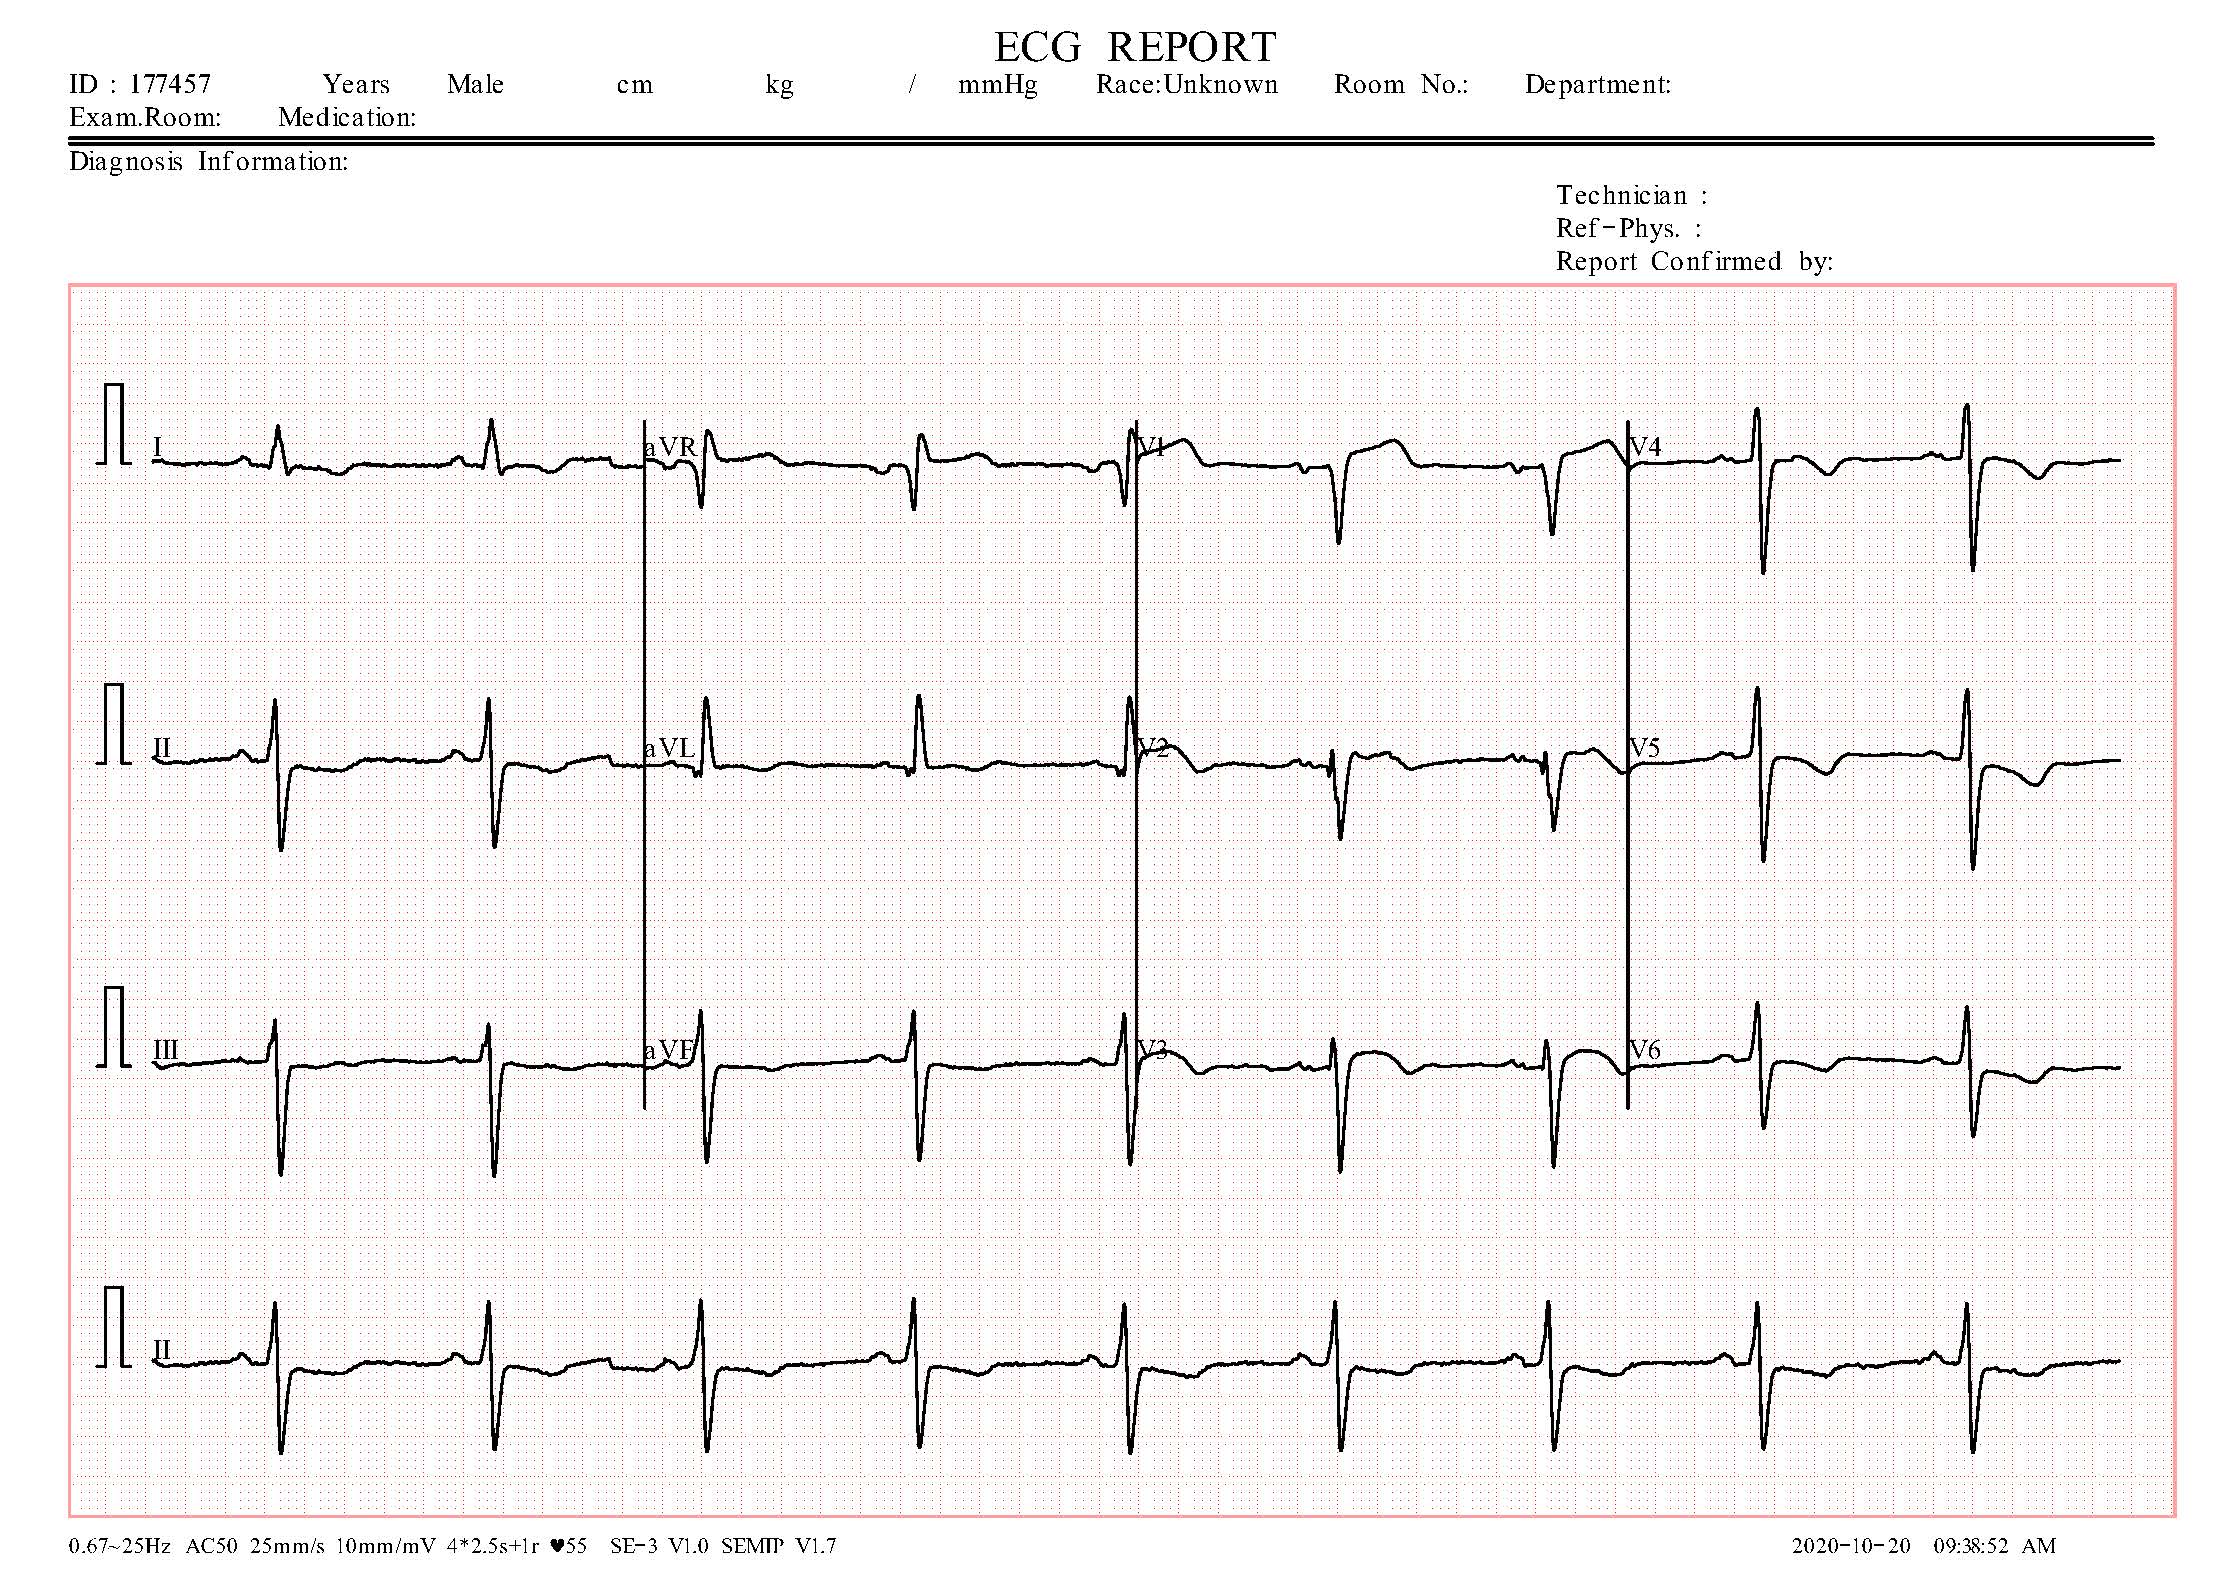 ECG REPORT
ID : 177457 Years Male cm kg / mmHg Race:Unknown Room No.: Department:
Exam.Room: Medication:
Diagnosis Information:
Technician :
Ref-Phys. :
Report Confirmed by:
I aVR V1 V4
II aVL V2 V5
III aVF V3 V6
II
0.67~25Hz AC50 25mm/s 10mm/mV 4*2.5s+1r ♥55 SE-3 V1.0 SEMIP V1.7 2020-10-20 09:38:52 AM